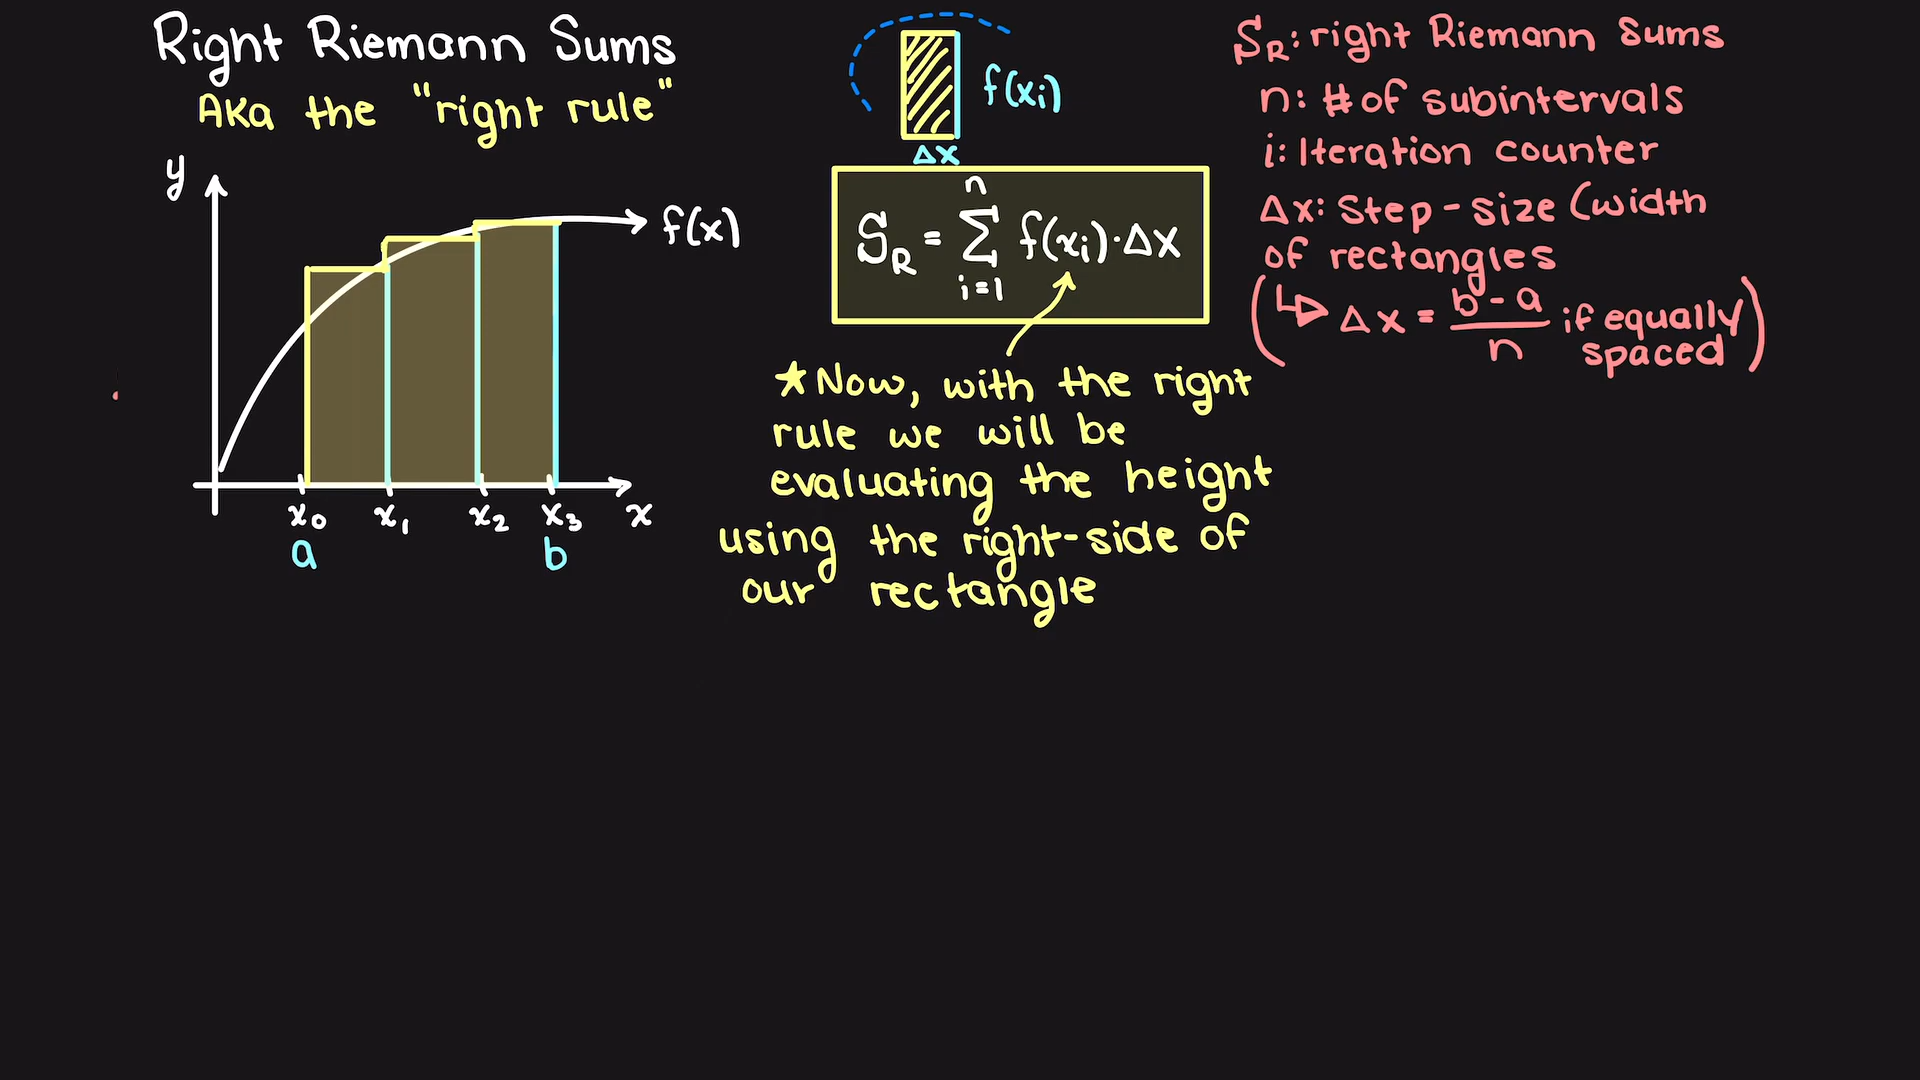 Right Riemann Sums
AKa the "right rule"
y
f(x)
x₀ x₁ x₂ x₃ x
a b
f(xi)
Δx
S_R = ∑_{i=1}^{n} f(xi)·Δx
★Now, with the right
rule we will be
evaluating the height
using the right-side of
our rectangle
S_R: right Riemann Sums
n: # of subintervals
i: Iteration counter
Δx: Step-size (width
of rectangles
(↳ Δx = b-a/n if equally
spaced)